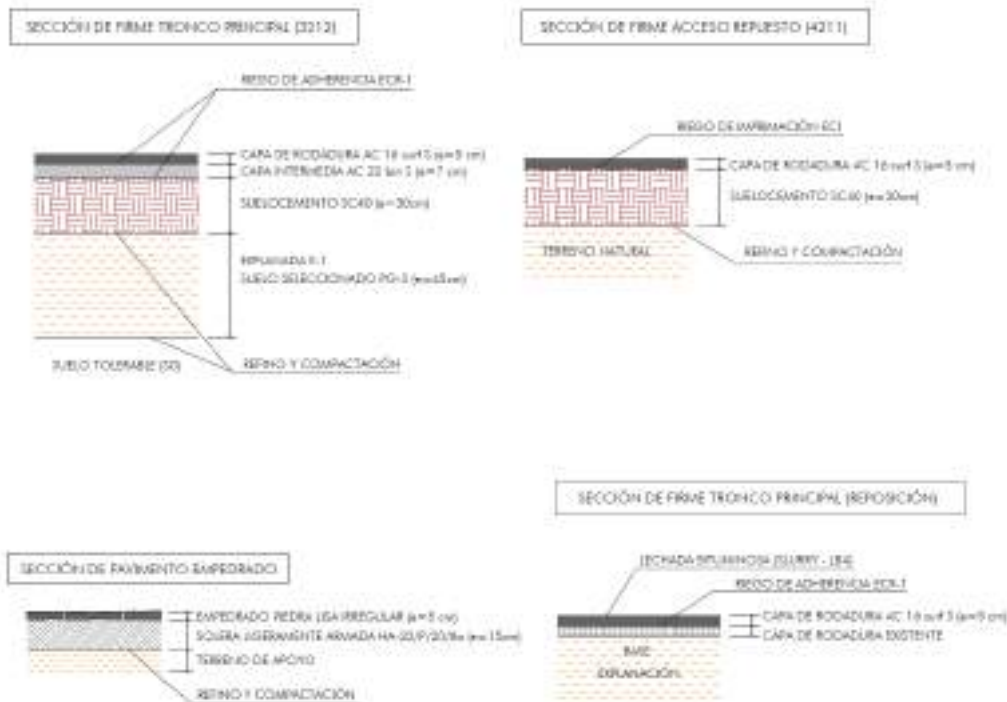 SECCIÓN DE FIRME TRONCO PRINCIPAL (3212)
RIEGO DE ADHERENCIA ECR-1
CAPA DE RODADURA AC 16 surf S (e=5 cm)
CAPA INTERMEDIA AC 22 bin S (e=7 cm)
SUELOCEMENTO SC40 (e=30cm)
EXPLANADA E-1
SUELO SELECCIONADO PG-3 (e=45cm)
SUELO TOLERABLE (S0)
REFINO Y COMPACTACIÓN
SECCIÓN DE FIRME ACCESO REPUESTO (4211)
RIEGO DE IMPRIMACIÓN ECI
CAPA DE RODADURA AC 16 surf S (e=5 cm)
SUELOCEMENTO SC40 (e=30cm)
TERRENO NATURAL
REFINO Y COMPACTACIÓN
SECCIÓN DE PAVIMENTO EMPEDRADO
EMPEDRADO PIEDRA LISA IRREGULAR (e=5 cm)
SOLERA LIGERAMENTE ARMADA (e=15cm)
TERRENO DE APOYO
REFINO Y COMPACTACIÓN
SECCIÓN DE FIRME TRONCO PRINCIPAL (REPOSICIÓN)
LECHADA BITUMINOSA (SLURRY - LB4)
RIEGO DE ADHERENCIA ECR-1
CAPA DE RODADURA AC 16 surf S (e=5 cm)
CAPA DE RODADURA EXISTENTE
BASE
EXPLANACIÓN